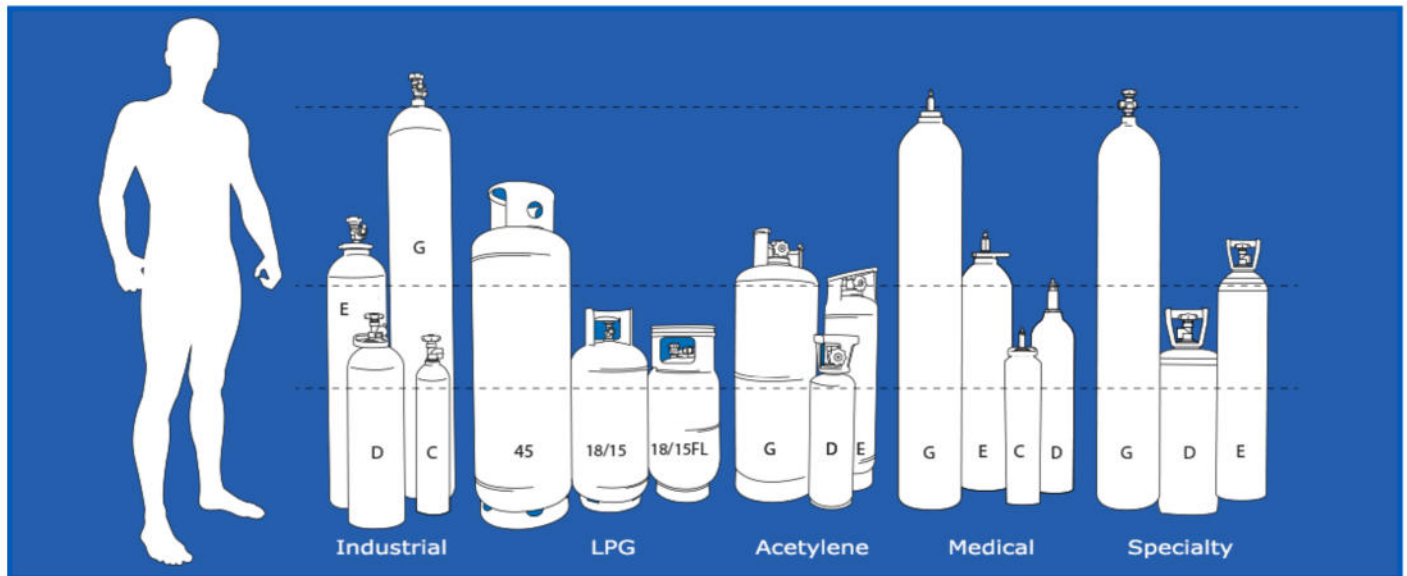 G
E
D
C
45
18/15
18/15FL
G
D
E
G
E
C
D
G
D
E
Industrial
LPG
Acetylene
Medical
Specialty